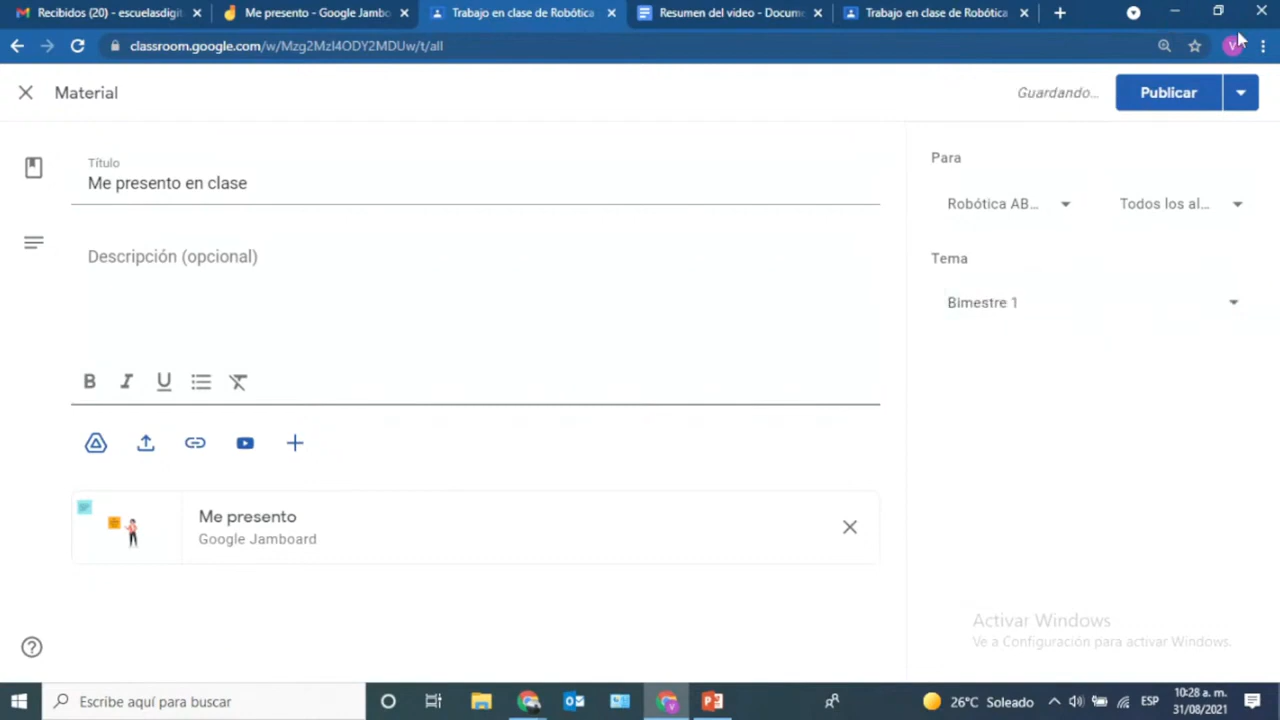 Recibidos (20) - escuelasdigit
Me presento - Google Jambo
Trabajo en clase de Robótica
Resumen del video - Docum
Trabajo en clase de Robótica
classroom.google.com/w/Mzg2MzI4ODY2MDUw/t/all
V
Material
Guardando...
Publicar
Título
Me presento en clase
Descripción (opcional)
B I U
Me presento
Google Jamboard
Para
Robótica AB...
Todos los al...
Tema
Bimestre 1
Activar Windows
Ve a Configuración para activar Windows.
Escribe aquí para buscar
26°C Soleado
ESP
10:28 a. m.
31/08/2021